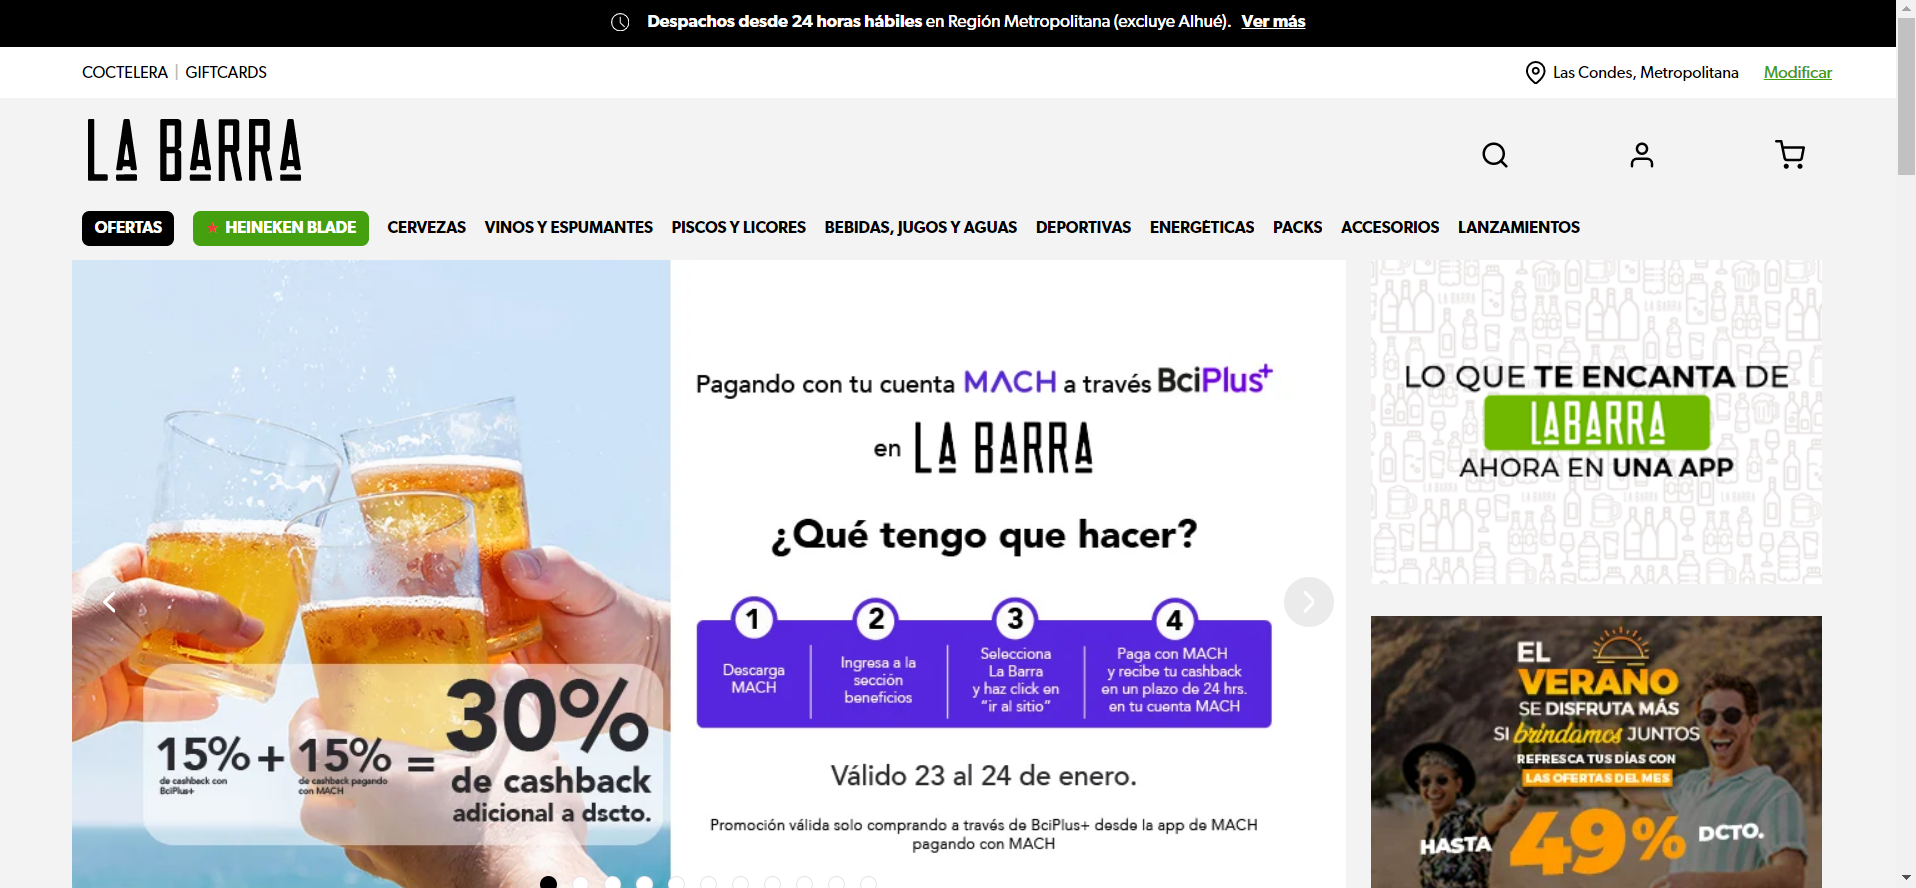 Despachos desde 24 horas hábiles en Región Metropolitana (excluye Alhué). Ver más
COCTELERA | GIFTCARDS
Las Condes, Metropolitana Modificar
LA BARRA
OFERTAS HEINEKEN BLADE CERVEZAS VINOS Y ESPUMANTES PISCOS Y LICORES BEBIDAS, JUGOS Y AGUAS DEPORTIVAS ENERGÉTICAS PACKS ACCESORIOS LANZAMIENTOS
15% + 15% = 30%
de cashback con
BciPlus+
de cashback pagando
con MACH
de cashback
adicional a dscto.
Pagando con tu cuenta MACH a través BciPlus+
en LA BARRA
¿Qué tengo que hacer?
1
Descarga
MACH
2
Ingresa a la
sección
beneficios
3
Selecciona
La Barra
y haz click en
“ir al sitio”
4
Paga con MACH
y recibe tu cashback
en un plazo de 24 hrs.
en tu cuenta MACH
Válido 23 al 24 de enero.
Promoción válida solo comprando a través de BciPlus+ desde la app de MACH
pagando con MACH
LO QUE TE ENCANTA DE
LABARRA
AHORA EN UNA APP
EL
VERANO
SE DISFRUTA MÁS
SI brindamos JUNTOS
REFRESCA TUS DÍAS CON
LAS OFERTAS DEL MES
HASTA 49% DCTO.